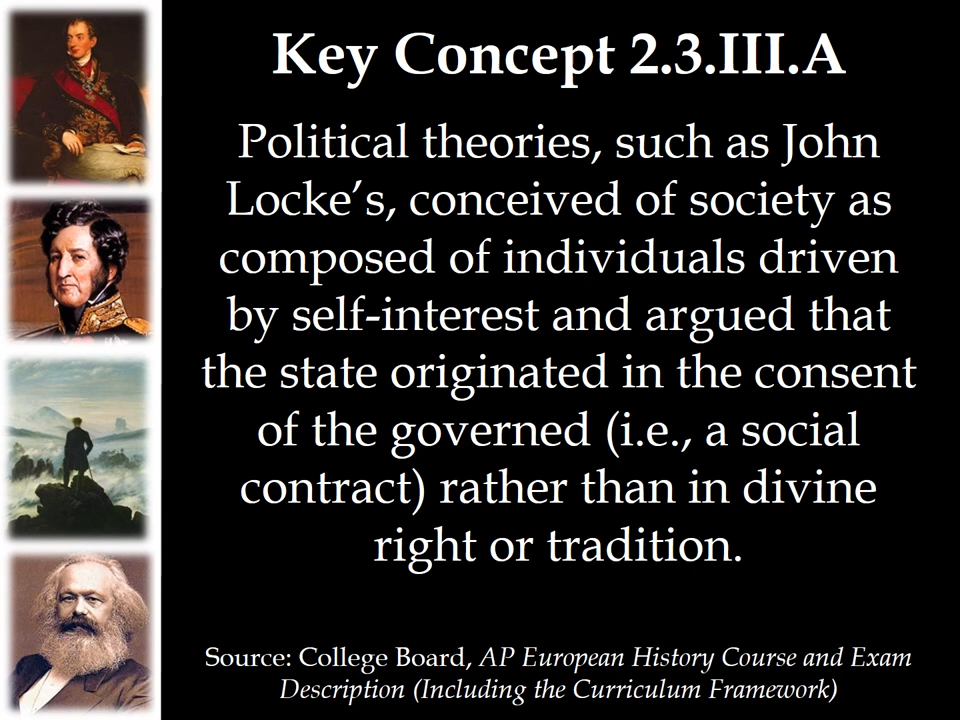 Key Concept 2.3.III.A
Political theories, such as John
Locke’s, conceived of society as
composed of individuals driven
by self-interest and argued that
the state originated in the consent
of the governed (i.e., a social
contract) rather than in divine
right or tradition.
Source: College Board, AP European History Course and Exam
Description (Including the Curriculum Framework)